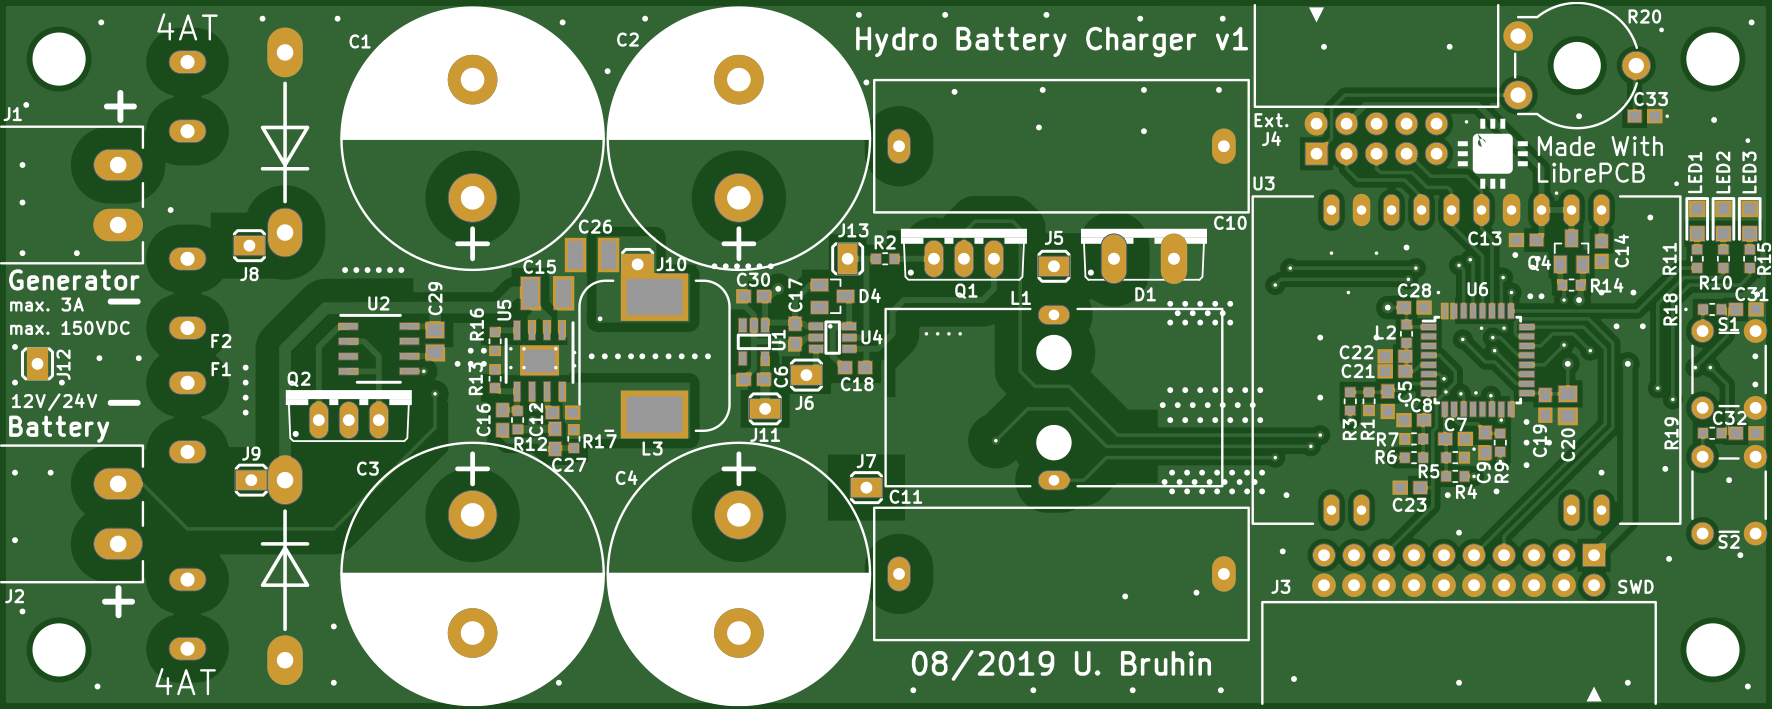 4AT
C1
C2
Hydro Battery Charger v1
R20
J1
C33
Ext.
J4
Made With
LibrePCB
U3
LED1
LED2
LED3
C10
J8
C26
J13
R2
J5
C13
Q4
C14
R11
R15
Generator
max. 3A
max. 150VDC
U2
C29
C15
U5
J10
C30
C17
D4
Q1
L1
D1
U6
C28
R14
R10
C31
R18
S1
R16
U1
U4
L2
F2
F1
J12
Q2
R13
C6
J6
C18
C22
C21
C5
12V/24V
Battery
C16
R12
C12
R17
C27
L3
J11
R3
R1
C8
R7
R6
C7
R5
R4
C9
R9
C19
C20
R19
C32
S2
J9
C3
C4
J7
C11
C23
J2
J3
SWD
4AT
08/2019 U. Bruhin